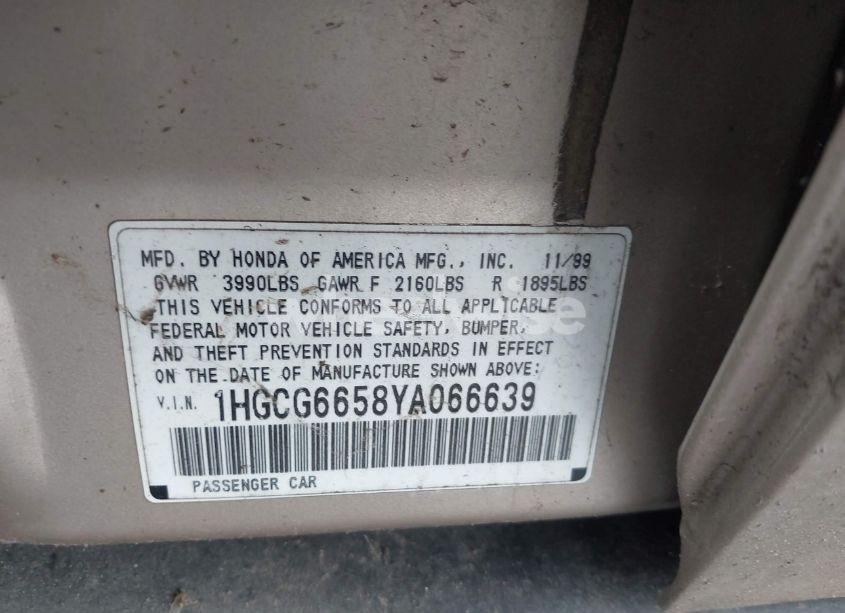 MFD. BY HONDA OF AMERICA MFG., INC. 11/99
GVWR 3990LBS GAWR F 2160LBS R 1895LBS
THIS VEHICLE CONFORMS TO ALL APPLICABLE
FEDERAL MOTOR VEHICLE SAFETY, BUMPER,
AND THEFT PREVENTION STANDARDS IN EFFECT
ON THE DATE OF MANUFACTURE SHOWN ABOVE:
V.I.N. 1HGCG6658YA066639
PASSENGER CAR